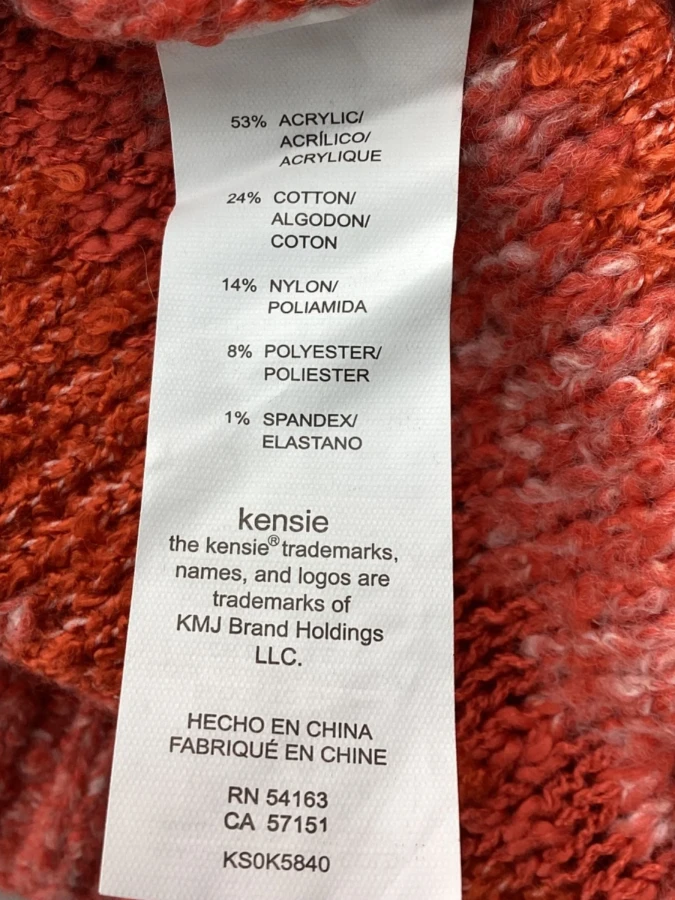 53% ACRYLIC/
ACRÍLICO/
ACRYLIQUE
24% COTTON/
ALGODON/
COTON
14% NYLON/
POLIAMIDA
8% POLYESTER/
POLIESTER
1% SPANDEX/
ELASTANO
kensie
the kensie® trademarks,
names, and logos are
trademarks of
KMJ Brand Holdings
LLC.
HECHO EN CHINA
FABRIQUÉ EN CHINE
RN 54163
CA 57151
KS0K5840